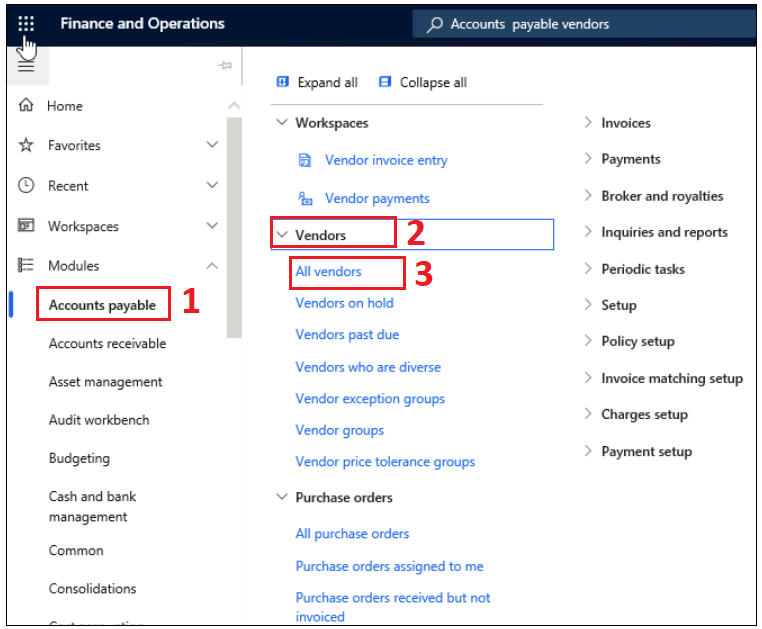 Finance and Operations
Accounts payable vendors
Expand all
Collapse all
Home
Favorites
Recent
Workspaces
Modules
Accounts payable
1
Accounts receivable
Asset management
Audit workbench
Budgeting
Cash and bank
management
Common
Consolidations
Cost accounting
Workspaces
Vendor invoice entry
Vendor payments
Vendors
2
All vendors
3
Vendors on hold
Vendors past due
Vendors who are diverse
Vendor exception groups
Vendor groups
Vendor price tolerance groups
Purchase orders
All purchase orders
Purchase orders assigned to me
Purchase orders received but not
invoiced
Invoices
Payments
Broker and royalties
Inquiries and reports
Periodic tasks
Setup
Policy setup
Invoice matching setup
Charges setup
Payment setup